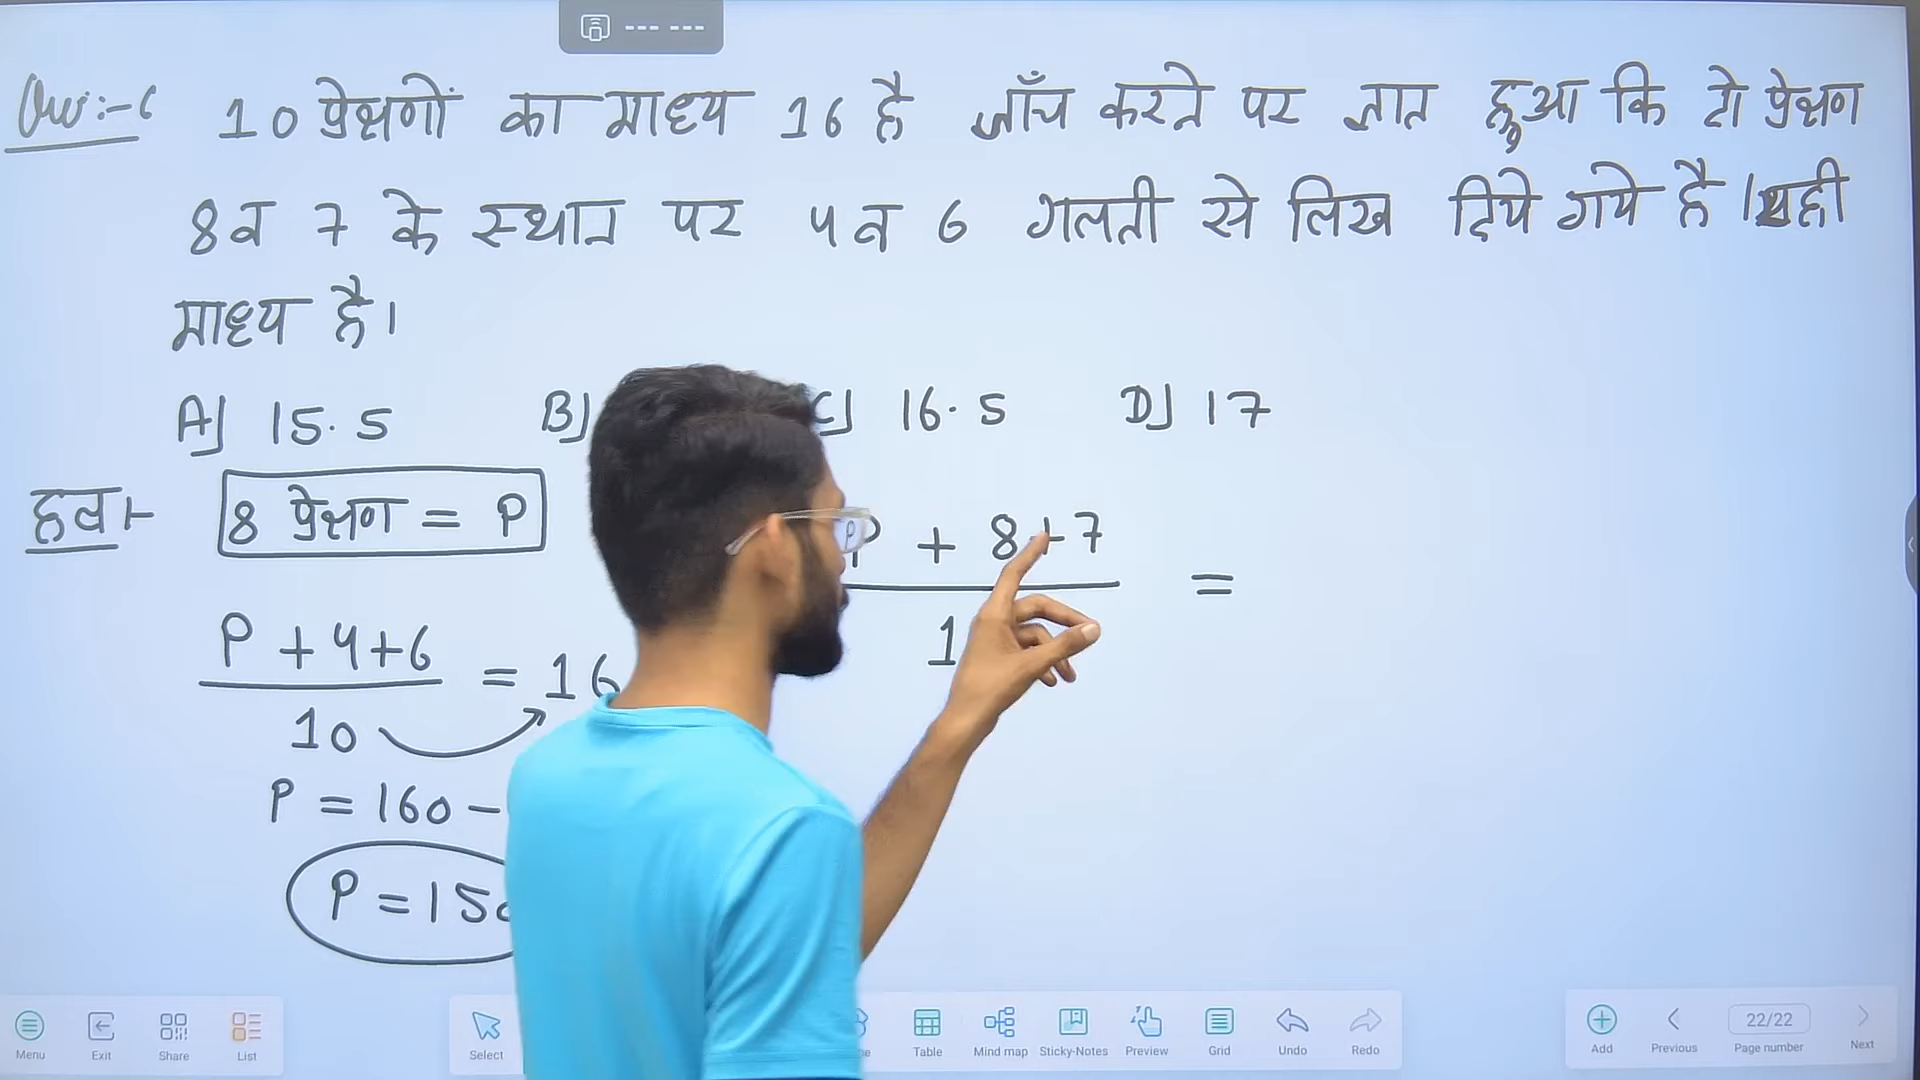 Que:-6 10 प्रेक्षणों का माध्य 16 है जाँच करने पर ज्ञात हुआ कि दो प्रेक्षण
8 व 7 के स्थान पर 4 व 6 गलती से लिख दिये गये है । सही
माध्य है।
A] 15.5 B] C] 16.5 D] 17
हल:- 8 प्रेक्षण = P
P + 8+7 =
P + 4+6 = 16
10
P = 160 -
P = 150
Menu Exit Share List Select Table Mind map Sticky-Notes Preview Grid Undo Redo Add Previous 22/22 Page number Next